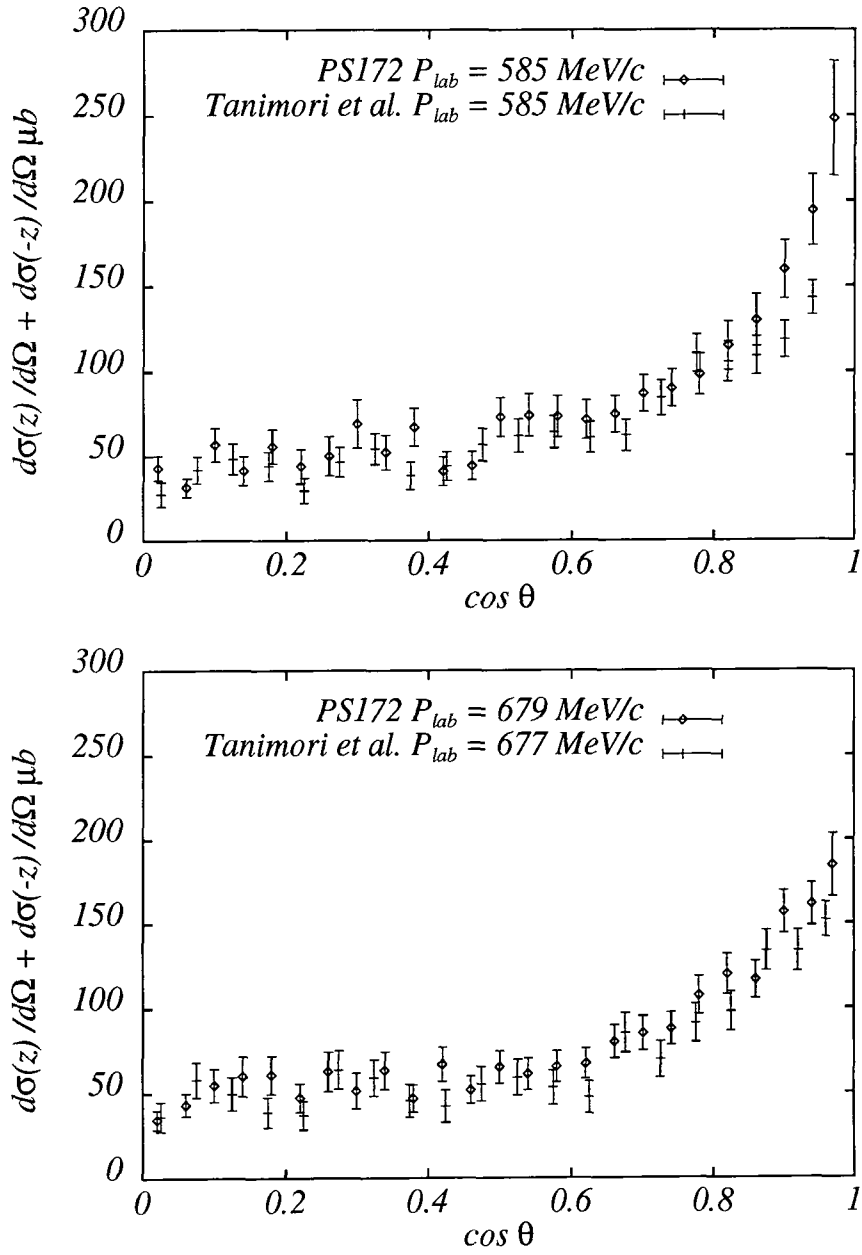 300
250
200
150
100
50
0
dσ(z)/dΩ + dσ(-z)/dΩ μb
PS172 P_lab = 585 MeV/c
Tanimori et al. P_lab = 585 MeV/c
0 0.2 0.4 0.6 0.8 1
cos θ
300
250
200
150
100
50
0
dσ(z)/dΩ + dσ(-z)/dΩ μb
PS172 P_lab = 679 MeV/c
Tanimori et al. P_lab = 677 MeV/c
0 0.2 0.4 0.6 0.8 1
cos θ